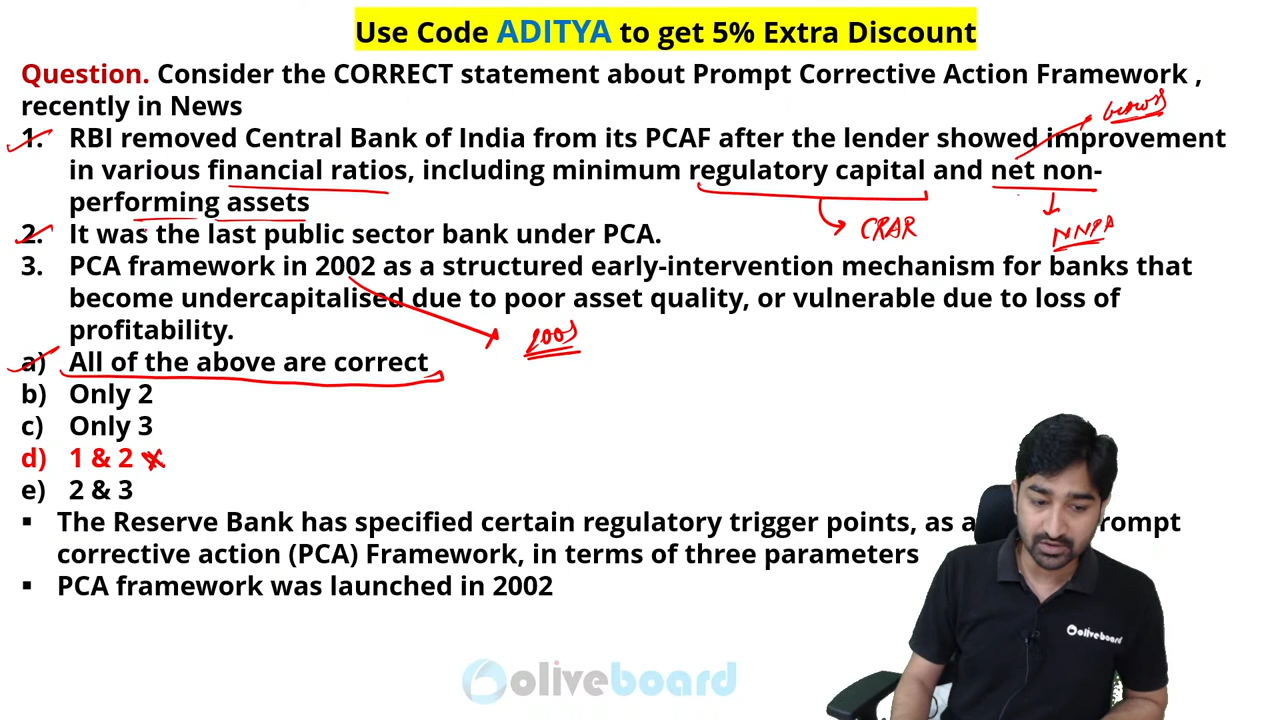 Use Code ADITYA to get 5% Extra Discount
Question. Consider the CORRECT statement about Prompt Corrective Action Framework ,
recently in News
1. RBI removed Central Bank of India from its PCAF after the lender showed improvement
in various financial ratios, including minimum regulatory capital and net non-
performing assets
CRAR
NNPA
2. It was the last public sector bank under PCA.
3. PCA framework in 2002 as a structured early-intervention mechanism for banks that
become undercapitalised due to poor asset quality, or vulnerable due to loss of
profitability.
a) All of the above are correct
b) Only 2
c) Only 3
d) 1 & 2
e) 2 & 3
▪ The Reserve Bank has specified certain regulatory trigger points, as a rompt
corrective action (PCA) Framework, in terms of three parameters
▪ PCA framework was launched in 2002
oliveboard
oliveboard